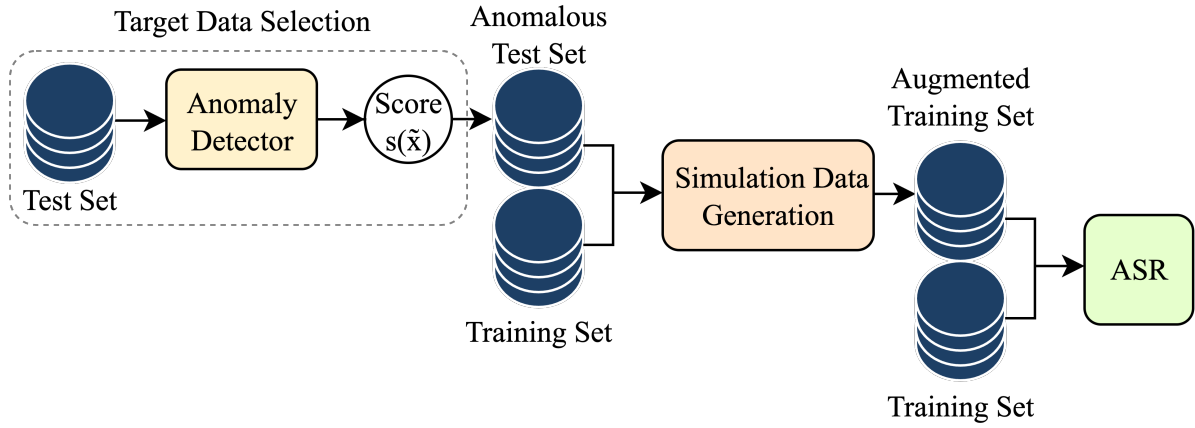 Target Data Selection
Test Set
Anomaly
Detector
Score
s(x̃)
Anomalous
Test Set
Training Set
Simulation Data
Generation
Augmented
Training Set
Training Set
ASR